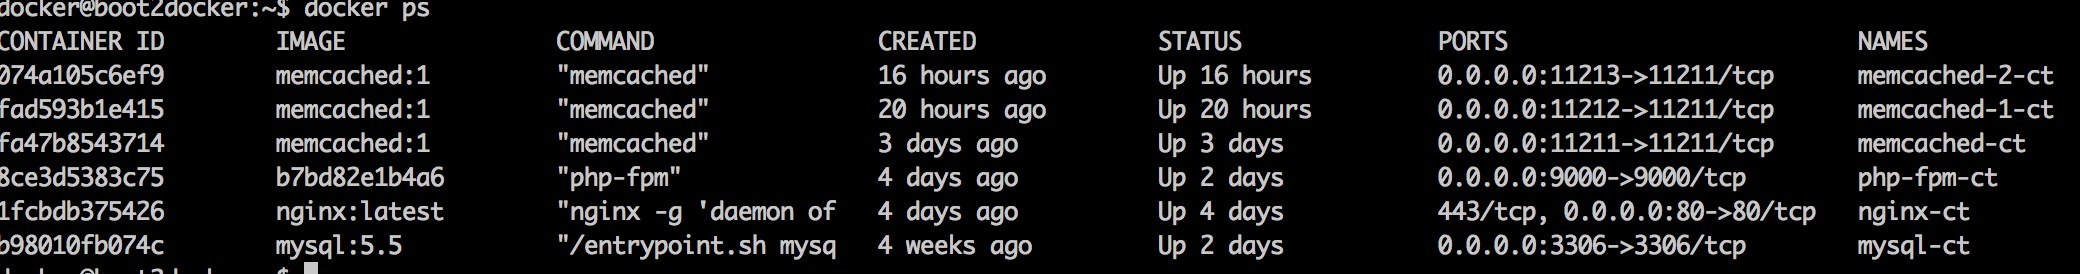 docker@boot2docker:~$ docker ps
CONTAINER ID        IMAGE               COMMAND                CREATED             STATUS              PORTS                         NAMES
074a105c6ef9        memcached:1         "memcached"            16 hours ago        Up 16 hours         0.0.0.0:11213->11211/tcp      memcached-2-ct
fad593b1e415        memcached:1         "memcached"            20 hours ago        Up 20 hours         0.0.0.0:11212->11211/tcp      memcached-1-ct
fa47b8543714        memcached:1         "memcached"            3 days ago          Up 3 days           0.0.0.0:11211->11211/tcp      memcached-ct
8ce3d5383c75        b7bd82e1b4a6        "php-fpm"              4 days ago          Up 2 days           0.0.0.0:9000->9000/tcp        php-fpm-ct
1fcbdb375426        nginx:latest        "nginx -g 'daemon of   4 days ago          Up 4 days           443/tcp, 0.0.0.0:80->80/tcp   nginx-ct
b98010fb074c        mysql:5.5           "/entrypoint.sh mysq   4 weeks ago         Up 2 days           0.0.0.0:3306->3306/tcp        mysql-ct
docker@boot2docker:~$